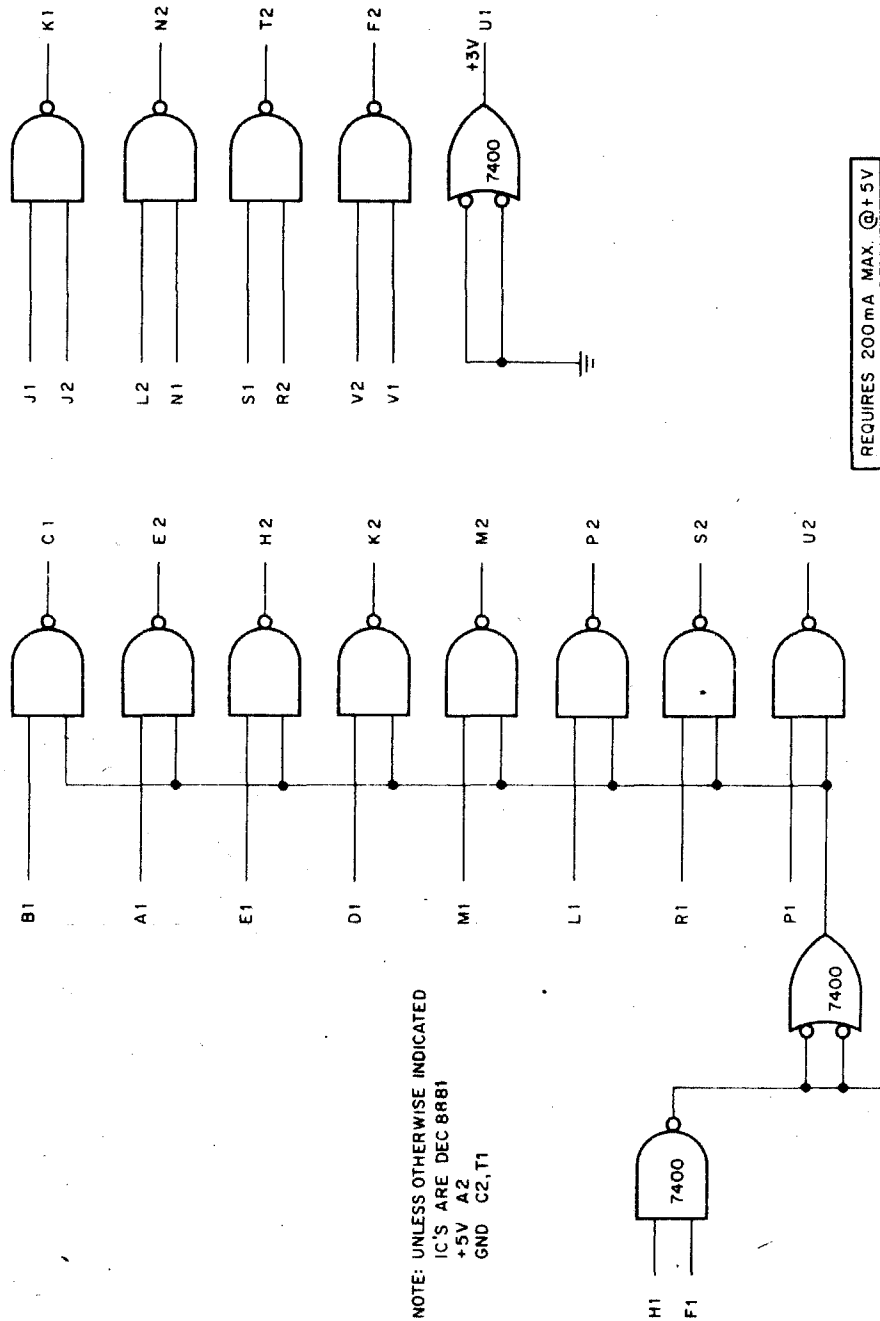 B1
C1
A1
E2
E1
H2
D1
K2
M1
M2
L1
P2
R1
S2
P1
U2
J1
J2
K1
L2
N1
N2
S1
R2
T2
V2
V1
F2
7400
+3V
U1
NOTE: UNLESS OTHERWISE INDICATED
IC'S ARE DEC 8881
+5V A2
GND C2,T1
H1
F1
7400
7400
REQUIRES 200mA MAX. @+5V